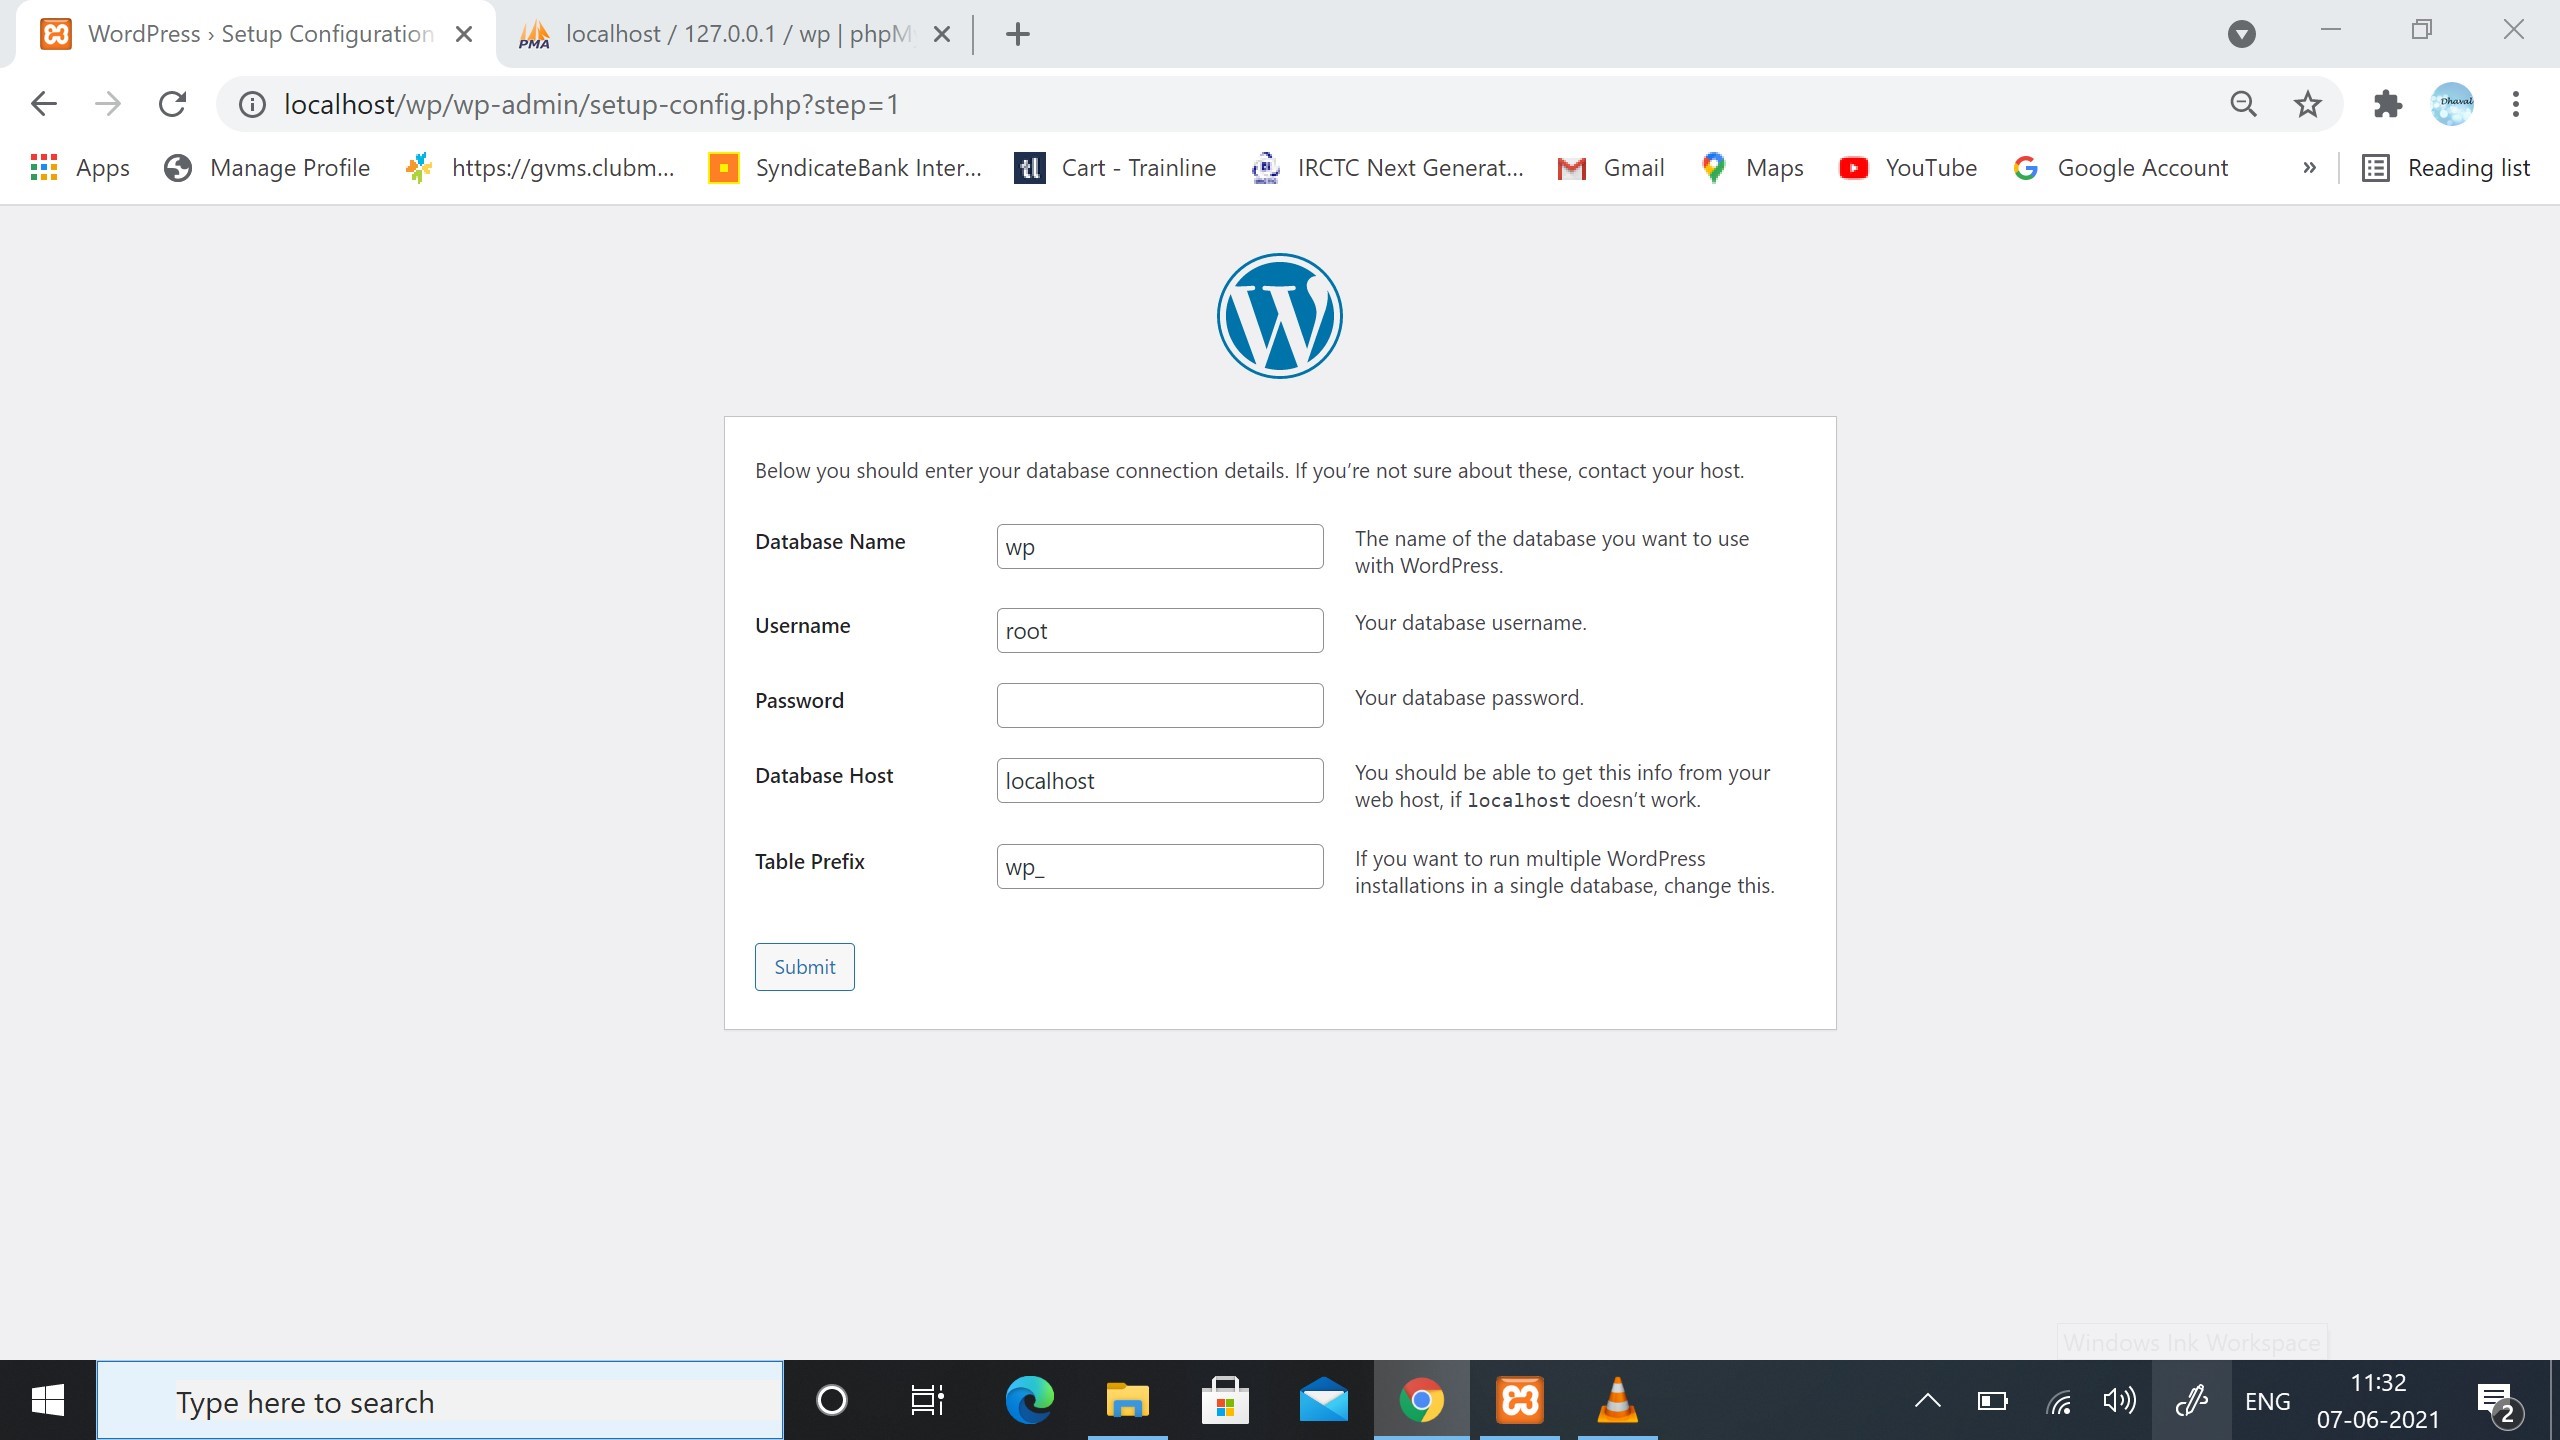 WordPress › Setup Configuration
PMA
localhost / 127.0.0.1 / wp | phpM
localhost/wp/wp-admin/setup-config.php?step=1
Dhaval
Apps
Manage Profile
https://gvms.clubm...
SyndicateBank Inter...
tl
Cart - Trainline
IRCTC Next Generat...
Gmail
Maps
YouTube
Google Account
»
Reading list
Below you should enter your database connection details. If you’re not sure about these, contact your host.
Database Name
wp
The name of the database you want to use
with WordPress.
Username
root
Your database username.
Password
Your database password.
Database Host
localhost
You should be able to get this info from your
web host, if localhost doesn’t work.
Table Prefix
wp_
If you want to run multiple WordPress
installations in a single database, change this.
Submit
Windows Ink Workspace
Type here to search
ENG
11:32
07-06-2021
2